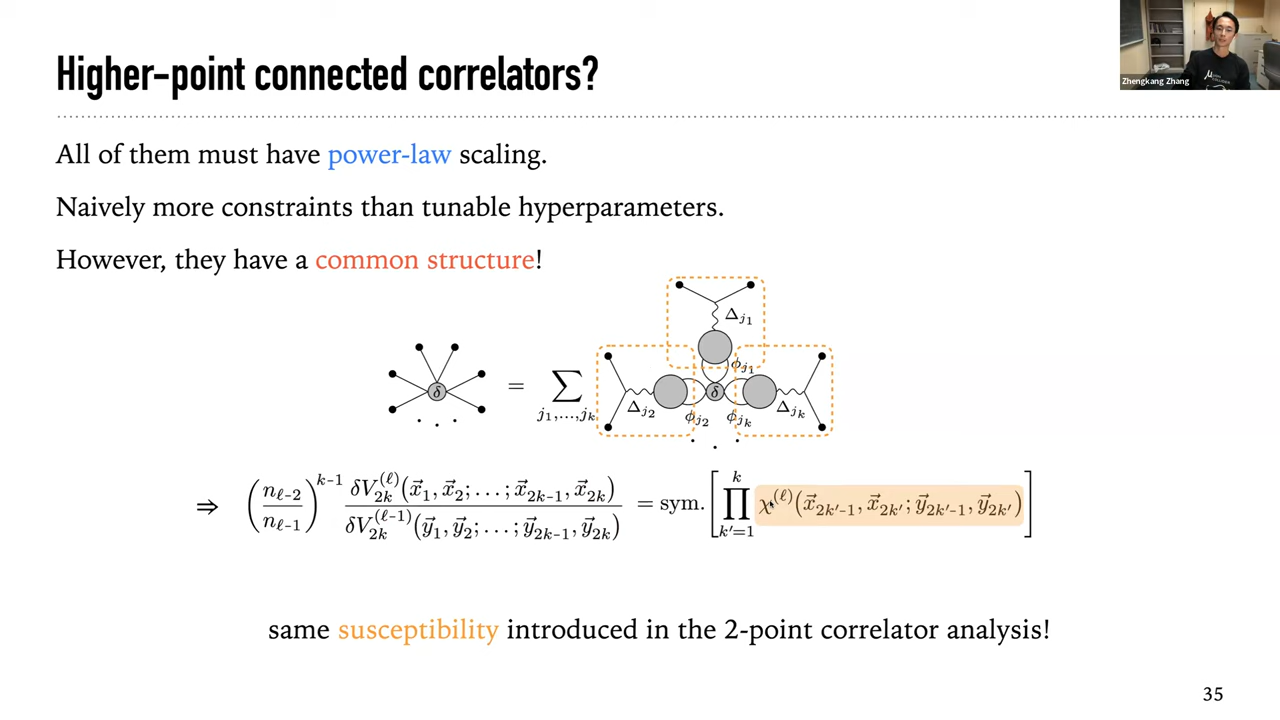 Higher-point connected correlators?
Zhengkang Zhang
All of them must have power-law scaling.
Naively more constraints than tunable hyperparameters.
However, they have a common structure!
δ = ∑_{j_1,...,j_k} Δ_{j_1} ϕ_{j_1} Δ_{j_2} ϕ_{j_2} δ ϕ_{j_k} Δ_{j_k}
⇒ (n_{ℓ-2}/n_{ℓ-1})^{k-1} δV_{2k}^{(ℓ)}(x⃗_1, x⃗_2; ...; x⃗_{2k-1}, x⃗_{2k}) / δV_{2k}^{(ℓ-1)}(y⃗_1, y⃗_2; ...; y⃗_{2k-1}, y⃗_{2k}) = sym. [∏_{k'=1}^{k} χ^{(ℓ)}(x⃗_{2k'-1}, x⃗_{2k'}; y⃗_{2k'-1}, y⃗_{2k'})]
same susceptibility introduced in the 2-point correlator analysis!
35